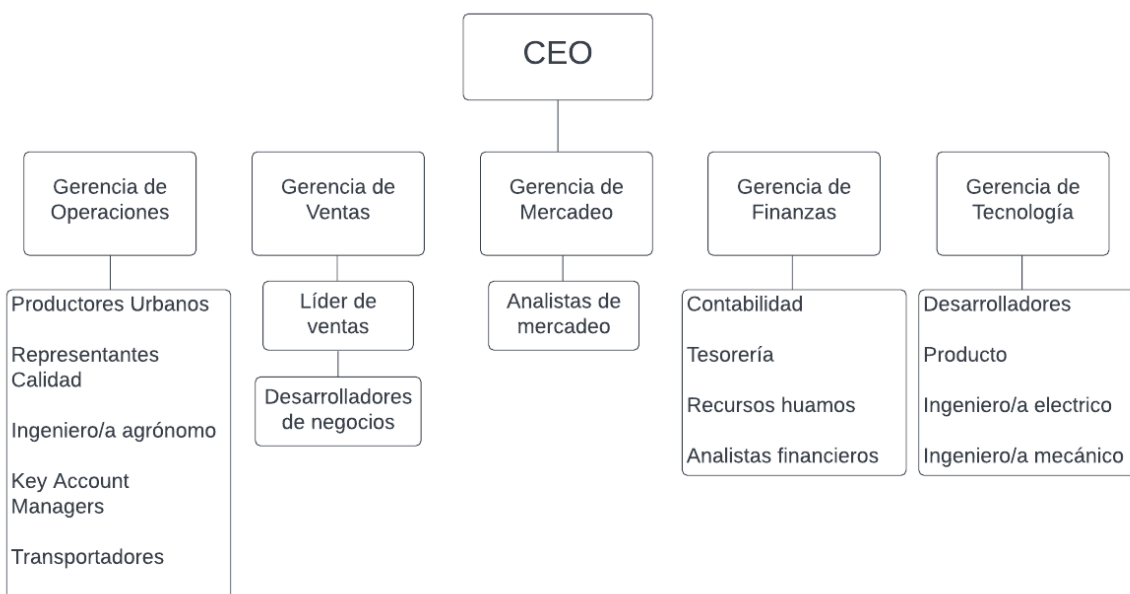 CEO
Gerencia de
Operaciones
Gerencia de
Ventas
Gerencia de
Mercadeo
Gerencia de
Finanzas
Gerencia de
Tecnología
Productores Urbanos
Representantes
Calidad
Ingeniero/a agrónomo
Key Account
Managers
Transportadores
Líder de
ventas
Desarrolladores
de negocios
Analistas de
mercadeo
Contabilidad
Tesorería
Recursos huamos
Analistas financieros
Desarrolladores
Producto
Ingeniero/a electrico
Ingeniero/a mecánico